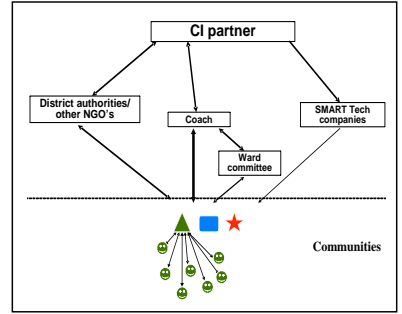 CI partner
District authorities/
other NGO's
Coach
SMART Tech
companies
Ward
committee
Communities